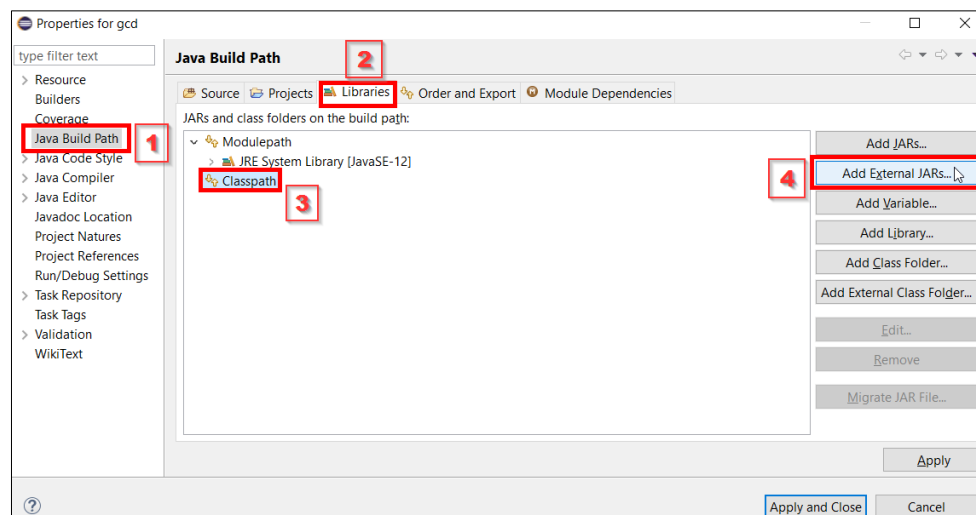 Properties for gcd
type filter text
Resource
Builders
Coverage
Java Build Path
1
Java Code Style
Java Compiler
Java Editor
Javadoc Location
Project Natures
Project References
Run/Debug Settings
Task Repository
Task Tags
Validation
WikiText
Java Build Path
2
Source Projects Libraries Order and Export Module Dependencies
JARs and class folders on the build path:
Modulepath
JRE System Library [JavaSE-12]
Classpath
3
4
Add JARs...
Add External JARs...
Add Variable...
Add Library...
Add Class Folder...
Add External Class Folder...
Edit...
Remove
Migrate JAR File...
Apply
?
Apply and Close Cancel